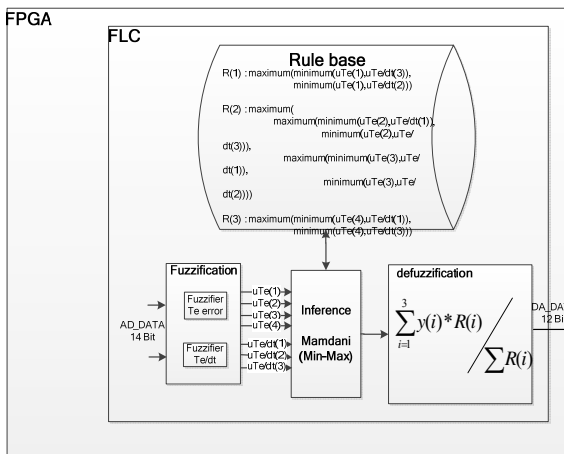 FPGA
FLC
Rule base
R(1) : maximum(minimum(uTe(1),uTe/dt(3)),
minimum(uTe(1),uTe/dt(2)))
R(2) : maximum(
maximum(minimum(uTe(2),uTe/dt(1)),
minimum(uTe(2),uTe/
dt(3))),
maximum(minimum(uTe(3),uTe/
dt(1)),
minimum(uTe(3),uTe/
dt(2))))
R(3) : maximum(minimum(uTe(4),uTe/dt(1)),
minimum(uTe(4),uTe/dt(3)))
Fuzzification
Fuzzifier
Te error
Fuzzifier
Te/dt
AD_DATA
14 Bit
uTe(1)
uTe(2)
uTe(3)
uTe(4)
uTe/dt(1)
uTe/dt(2)
uTe/dt(3)
Inference
Mamdani
(Min-Max)
defuzzification
3
∑ y(i)*R(i)
i=1
/ ∑ R(i)
DA_DA
12 Bi